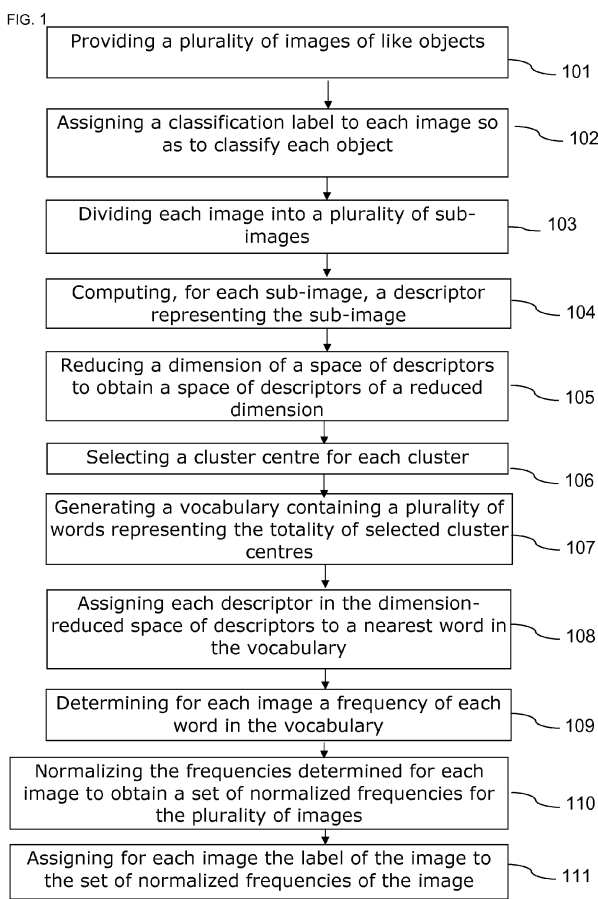 FIG. 1
Providing a plurality of images of like objects
101
Assigning a classification label to each image so
as to classify each object
102
Dividing each image into a plurality of sub-
images
103
Computing, for each sub-image, a descriptor
representing the sub-image
104
Reducing a dimension of a space of descriptors
to obtain a space of descriptors of a reduced
dimension
105
Selecting a cluster centre for each cluster
106
Generating a vocabulary containing a plurality of
words representing the totality of selected cluster
centres
107
Assigning each descriptor in the dimension-
reduced space of descriptors to a nearest word in
the vocabulary
108
Determining for each image a frequency of each
word in the vocabulary
109
Normalizing the frequencies determined for each
image to obtain a set of normalized frequencies for
the plurality of images
110
Assigning for each image the label of the image to
the set of normalized frequencies of the image
111